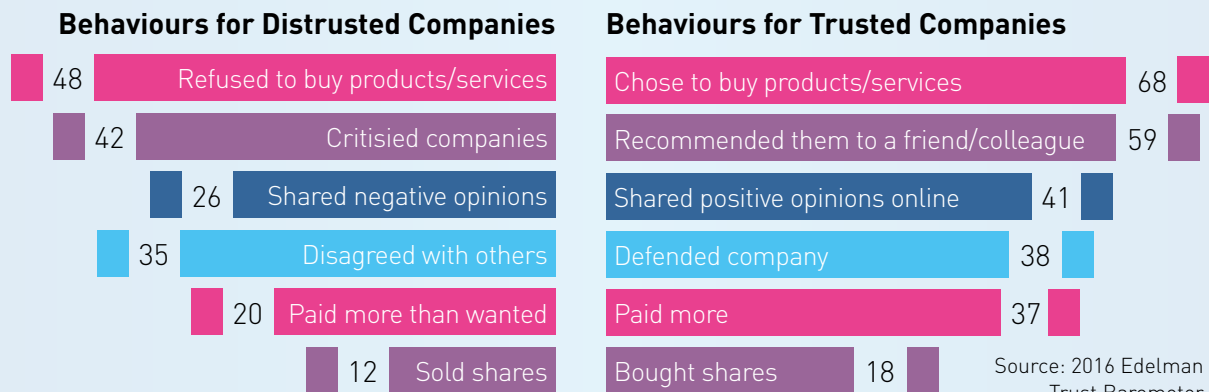 Behaviours for Distrusted Companies
48 Refused to buy products/services
42 Critisied companies
26 Shared negative opinions
35 Disagreed with others
20 Paid more than wanted
12 Sold shares
Behaviours for Trusted Companies
Chose to buy products/services 68
Recommended them to a friend/colleague 59
Shared positive opinions online 41
Defended company 38
Paid more 37
Bought shares 18
Source: 2016 Edelman
Trust Barometer